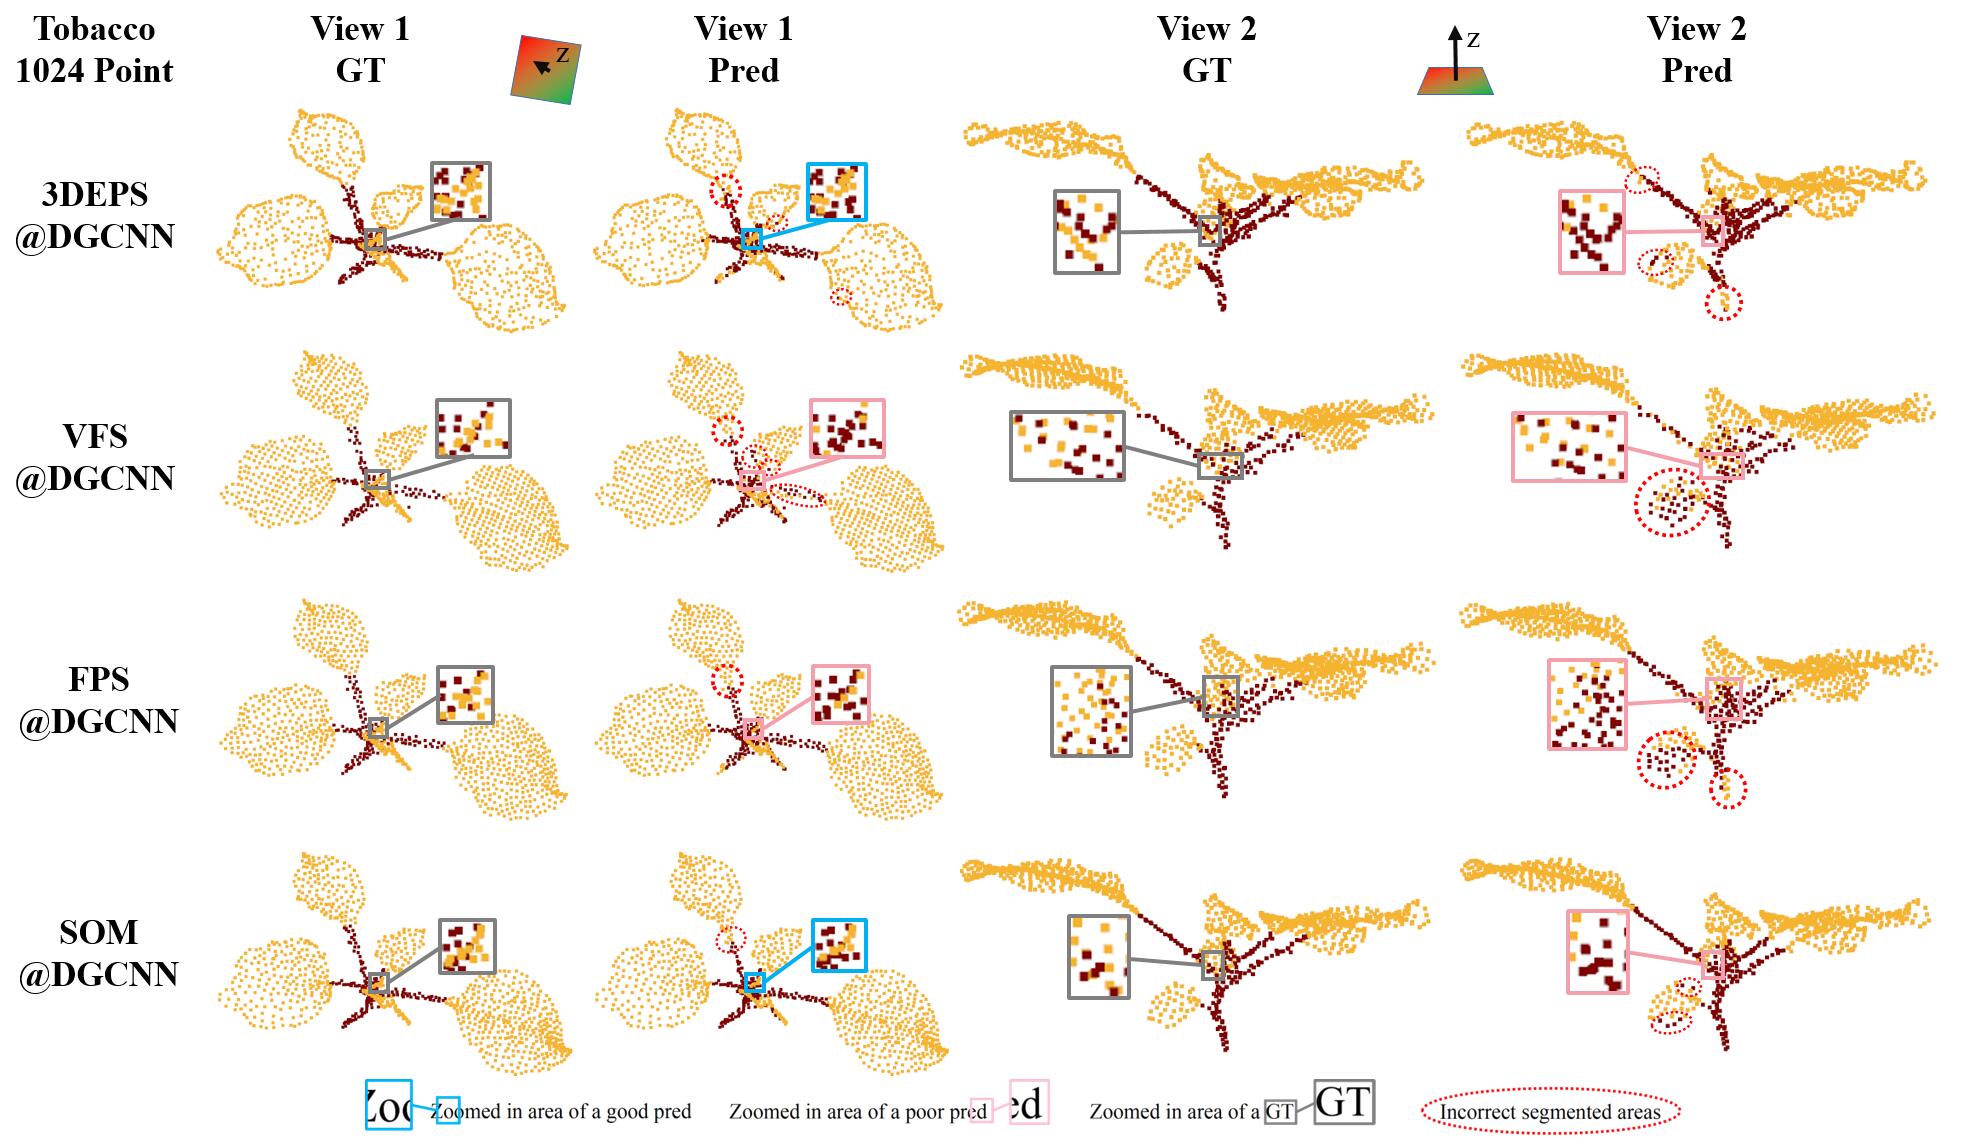 Tobacco
1024 Point
View 1
GT
Z
View 1
Pred
View 2
GT
Z
View 2
Pred
3DEPS
@DGCNN
VFS
@DGCNN
FPS
@DGCNN
SOM
@DGCNN
Zoo Zoomed in area of a good pred
Zoomed in area of a poor pred ed
Zoomed in area of a GT GT
Incorrect segmented areas